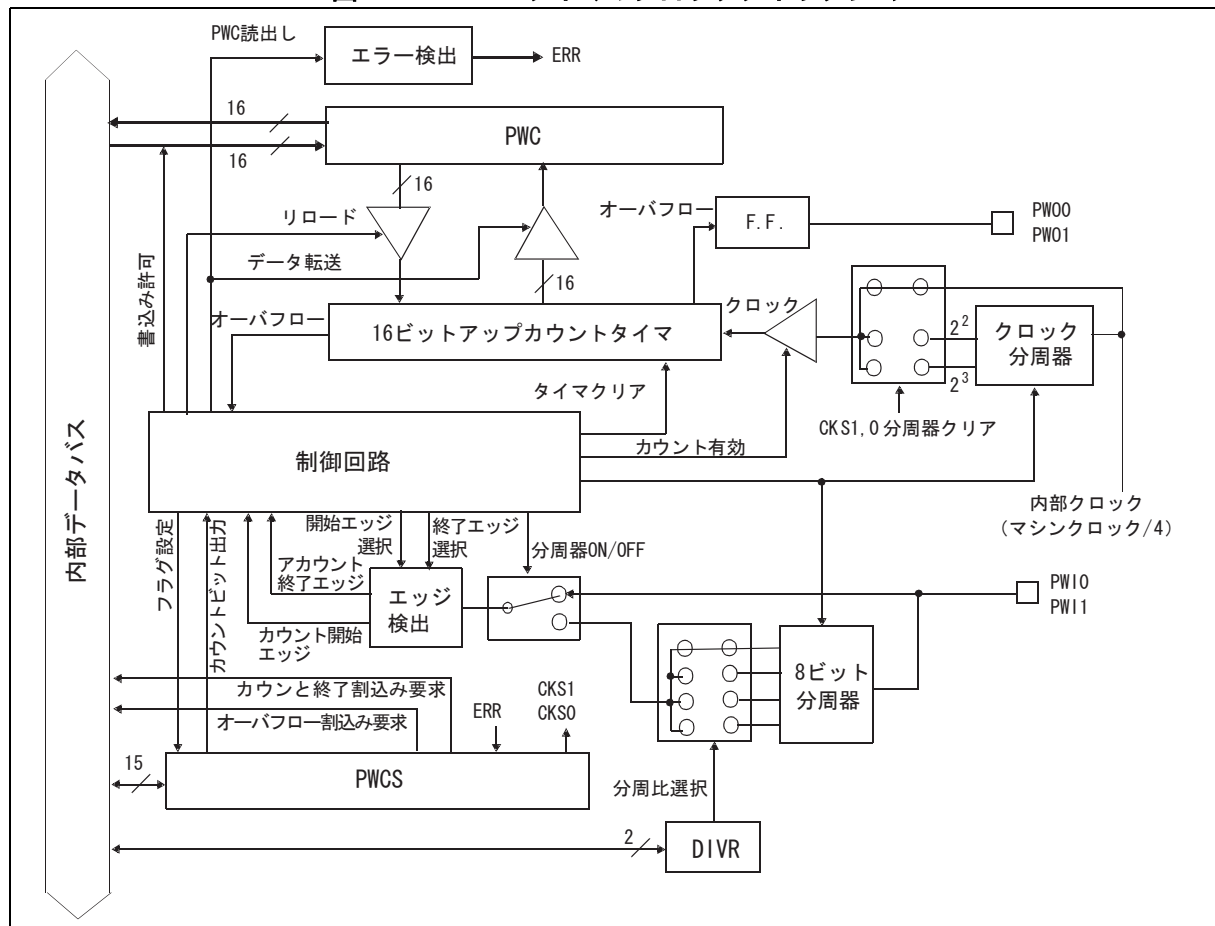 PWC読出し
エラー検出
ERR
16
16
PWC
16
リロード
データ転送
16
オーバフロー
F.F.
PWO0
PWO1
書込み許可
オーバフロー
16ビットアップカウントタイマ
クロック
2²
2³
クロック
分周器
タイマクリア
カウント有効
CKS1,0分周器クリア
内部データバス
制御回路
内部クロック
(マシンクロック/4)
フラグ設定
カウントビット出力
開始エッジ
選択
終了エッジ
選択
分周器ON/OFF
アカウント
終了エッジ
エッジ
検出
カウント開始
エッジ
PWI0
PWI1
8ビット
分周器
カウンと終了割込み要求
オーバフロー割込み要求
ERR
CKS1
CKS0
15
PWCS
分周比選択
2
DIVR